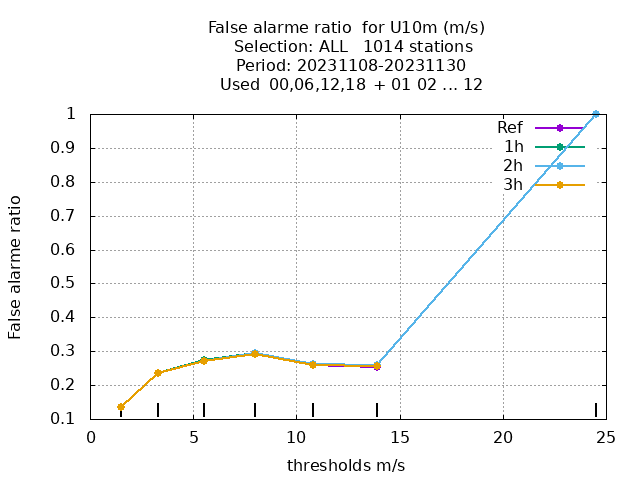 False alarme ratio  for U10m (m/s)
Selection: ALL   1014 stations
Period: 20231108-20231130
Used  00,06,12,18  + 01 02 ... 12
1
0.9
0.8
0.7
0.6
0.5
0.4
0.3
0.2
0.1
False alarme ratio
Ref
1h
2h
3h
0 5 10 15 20 25
thresholds m/s